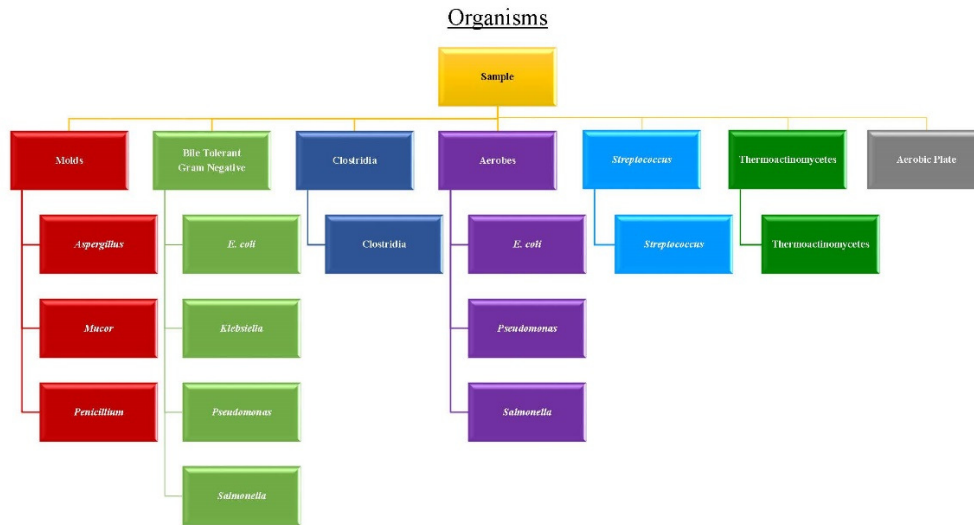 Organisms
Sample
Molds
Bile Tolerant
Gram Negative
Clostridia
Aerobes
Streptococcus
Thermoactinomycetes
Aerobic Plate
Aspergillus
E. coli
Clostridia
E. coli
Streptococcus
Thermoactinomycetes
Mucor
Klebsiella
Pseudomonas
Penicillium
Pseudomonas
Salmonella
Salmonella